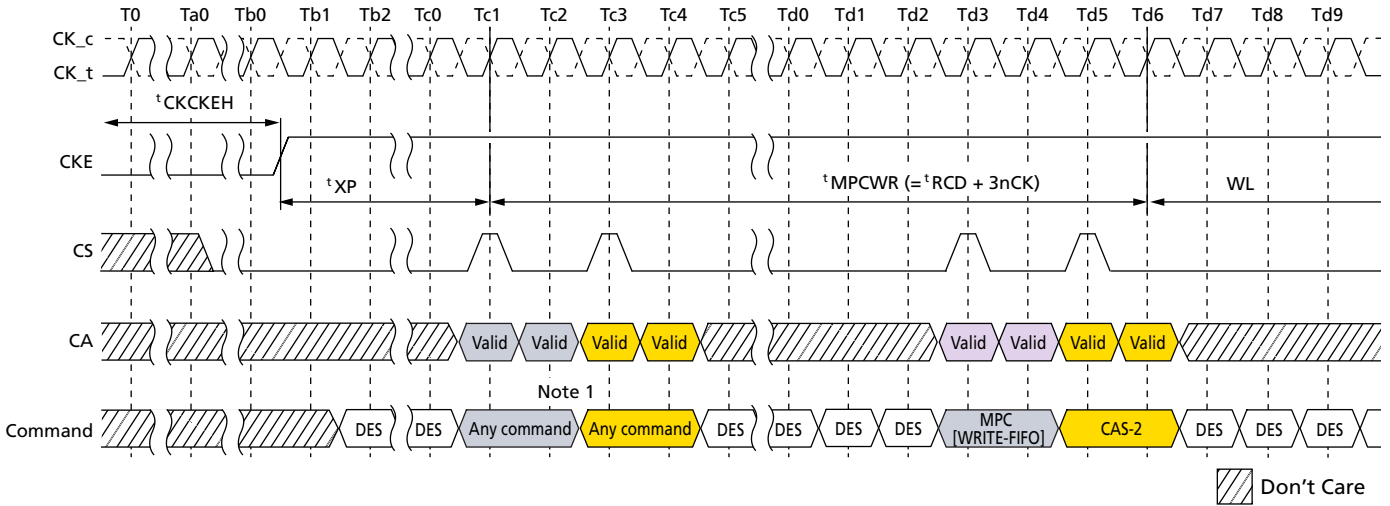 T0 Ta0 Tb0 Tb1 Tb2 Tc0 Tc1 Tc2 Tc3 Tc4 Tc5 Td0 Td1 Td2 Td3 Td4 Td5 Td6 Td7 Td8 Td9
CK_c
CK_t
tCKCKEH
CKE
tXP
tMPCWR (= tRCD + 3nCK)
WL
CS
CA
Valid Valid Valid Valid Valid Valid Valid Valid
Note 1
Command
DES DES Any command Any command DES DES DES DES MPC [WRITE-FIFO] CAS-2 DES DES DES
Don't Care